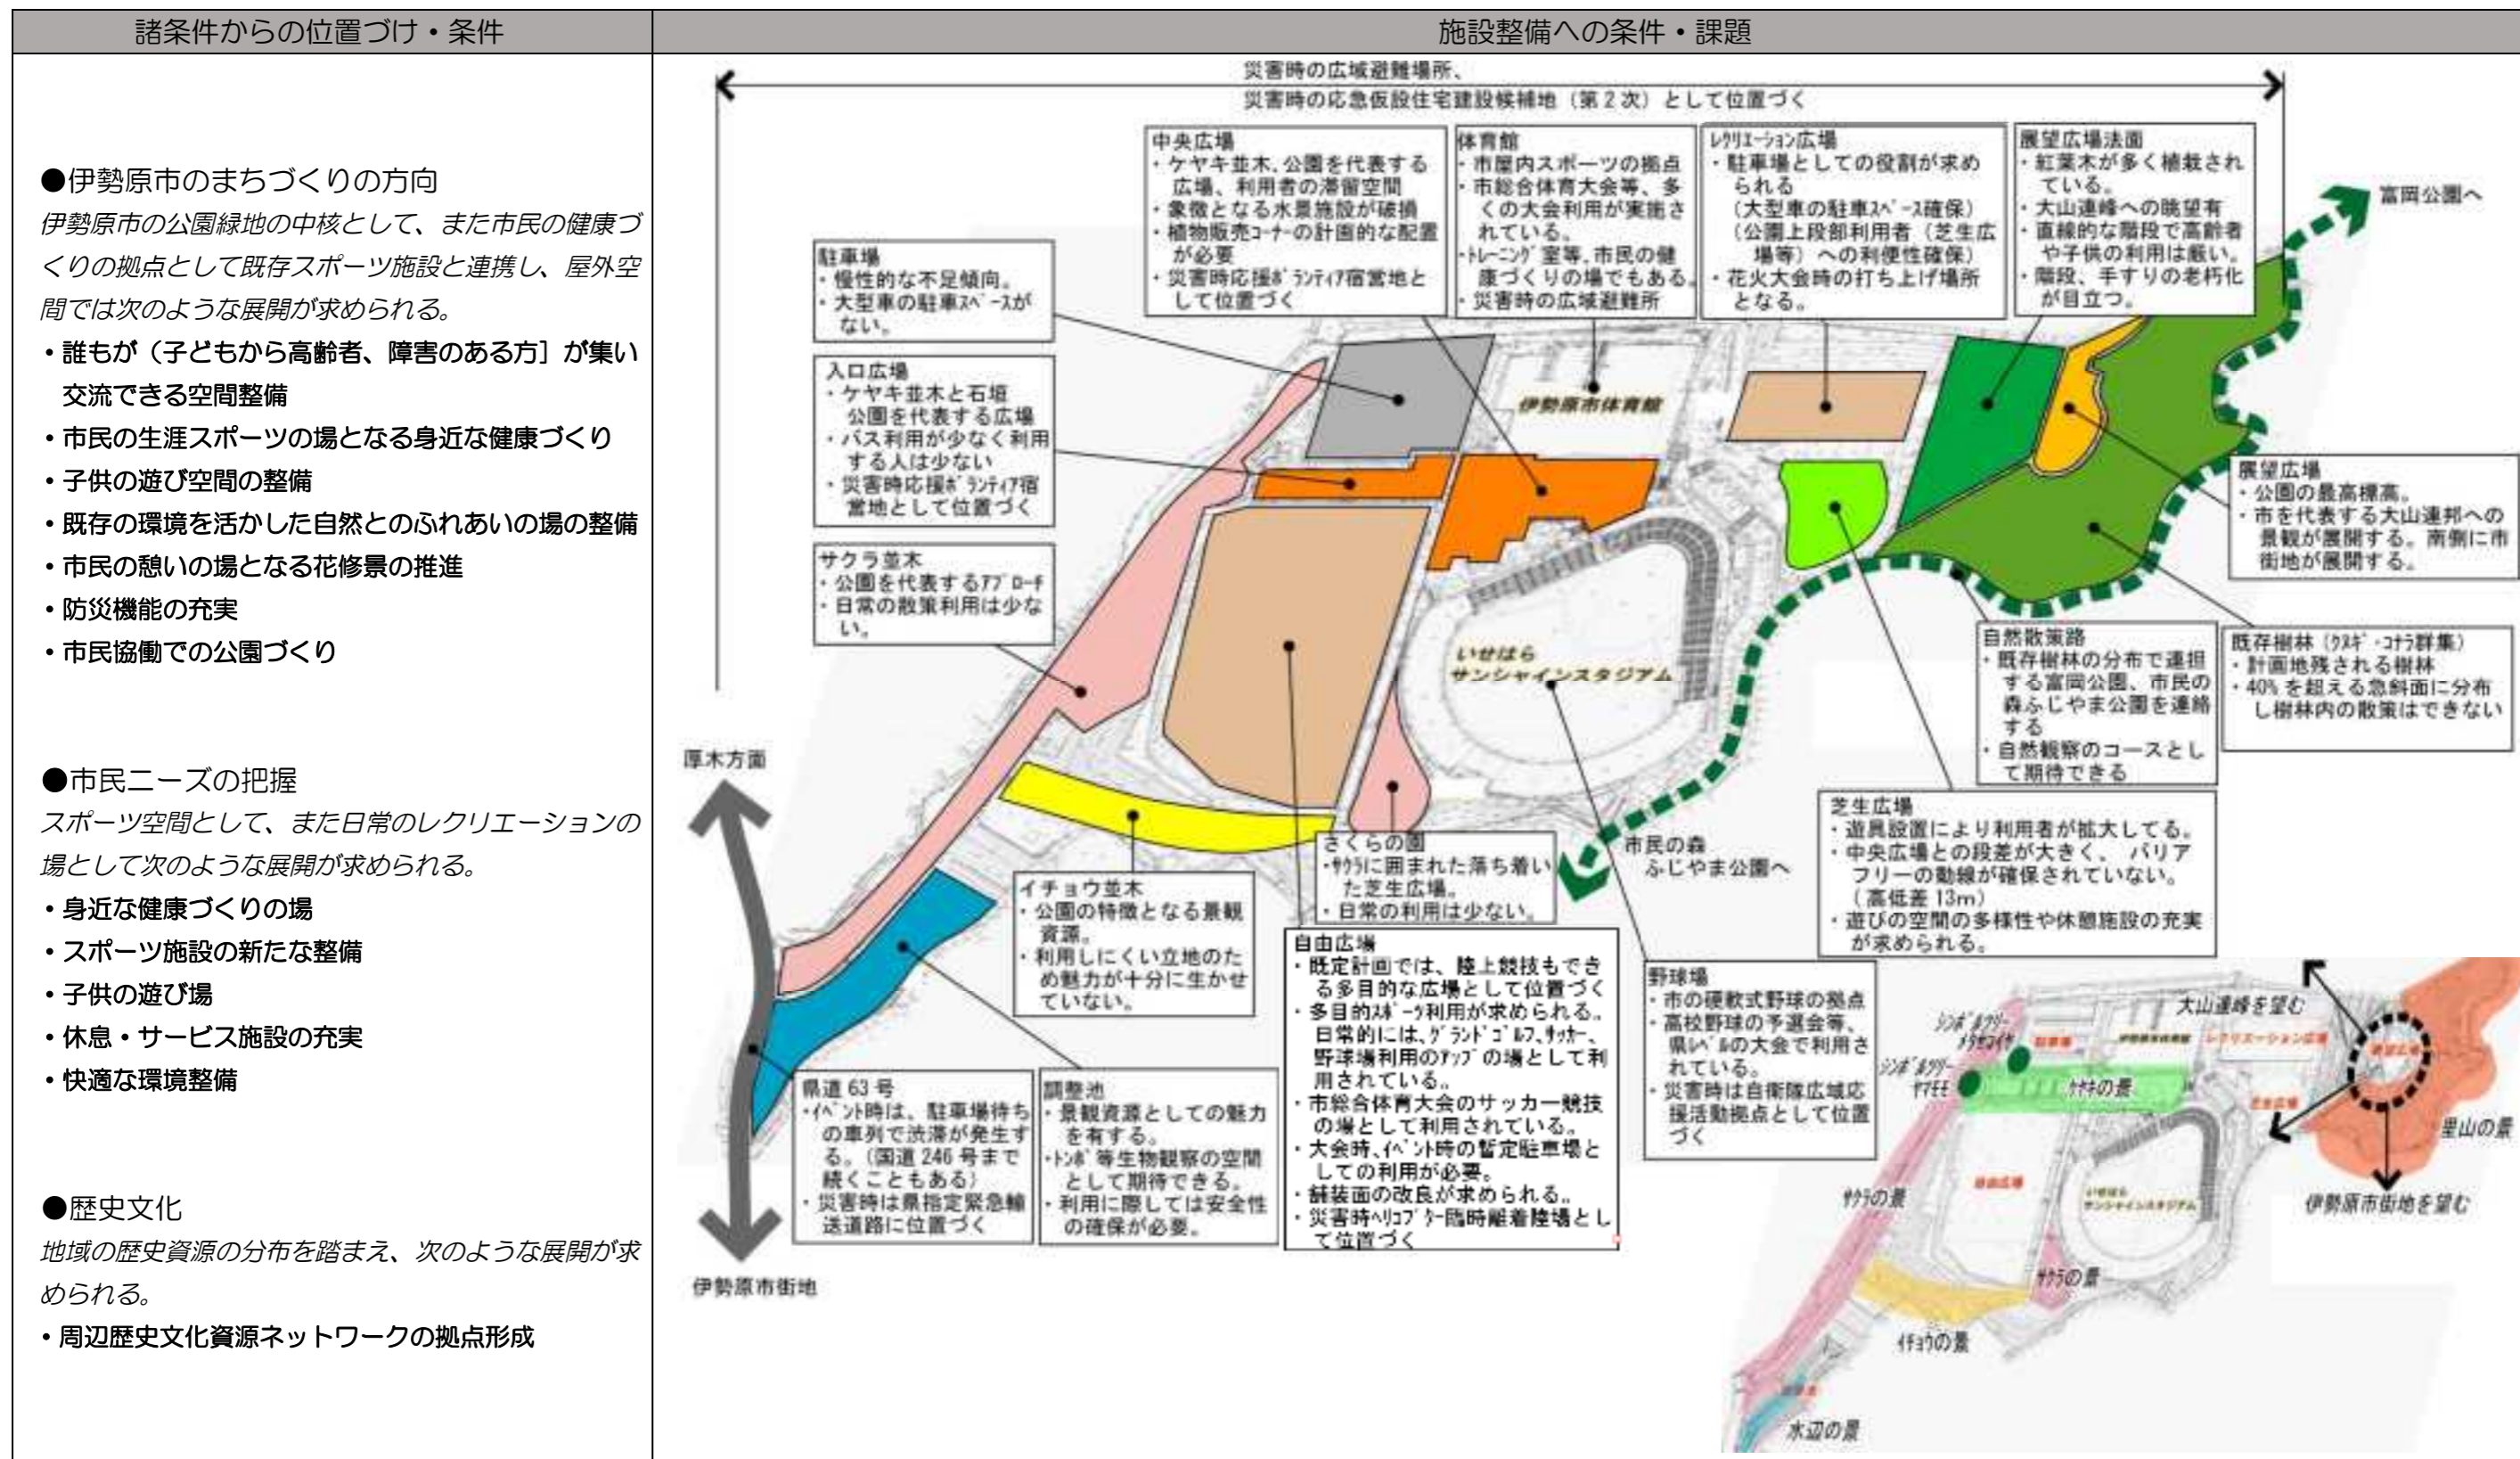 諸条件からの位置づけ・条件
施設整備への条件・課題
●伊勢原市のまちづくりの方向
伊勢原市の公園緑地の中核として、また市民の健康づ
くりの拠点として既存スポーツ施設と連携し、屋外空
間では次のような展開が求められる。
・誰もが（子どもから高齢者、障害のある方］が集い
交流できる空間整備
・市民の生涯スポーツの場となる身近な健康づくり
・子供の遊び空間の整備
・既存の環境を活かした自然とのふれあいの場の整備
・市民の憩いの場となる花修景の推進
・防災機能の充実
・市民協働での公園づくり
●市民ニーズの把握
スポーツ空間として、また日常のレクリエーションの
場として次のような展開が求められる。
・身近な健康づくりの場
・スポーツ施設の新たな整備
・子供の遊び場
・休息・サービス施設の充実
・快適な環境整備
●歴史文化
地域の歴史資源の分布を踏まえ、次のような展開が求
められる。
・周辺歴史文化資源ネットワークの拠点形成
災害時の広域避難場所、
災害時の応急仮設住宅建設候補地（第２次）として位置づく
中央広場
・ケヤキ並木、公園を代表する
広場、利用者の滞留空間
・象徴となる水景施設が破損
・植物販売ｺｰﾅｰの計画的な配置
が必要
・災害時応援ﾎﾞﾗﾝﾃｨｱ宿営地と
して位置づく
体育館
・市屋内スポーツの拠点
・市総合体育大会等、多
くの大会利用が実施さ
れている。
・ﾄﾚｰﾆﾝｸﾞ室等、市民の健
康づくりの場でもある。
・災害時の広域避難所
ﾚｸﾘｴｰｼｮﾝ広場
・駐車場としての役割が求め
られる
（大型車の駐車ｽﾍﾟｰｽ確保）
（公園上段部利用者（芝生広
場等）への利便性確保）
・花火大会時の打ち上げ場所
となる。
展望広場法面
・紅葉木が多く植栽され
ている。
・大山連峰への眺望有
・直線的な階段で高齢者
や子供の利用は厳い。
・階段、手すりの老朽化
が目立つ。
富岡公園へ
駐車場
・慢性的な不足傾向。
・大型車の駐車ｽﾍﾟｰｽが
ない。
入口広場
・ケヤキ並木と石垣
公園を代表する広場
・バス利用が少なく利用
する人は少ない
・災害時応援ﾎﾞﾗﾝﾃｨｱ宿
営地として位置づく
サクラ並木
・公園を代表するｱﾌﾟﾛｰﾁ
・日常の散策利用は少な
い。
伊勢原市体育館
いせはら
サンシャインスタジアム
展望広場
・公園の最高標高。
・市を代表する大山連邦への
景観が展開する。南側に市
街地が展開する。
自然散策路
・既存樹林の分布で連担
する富岡公園、市民の
森ふじやま公園を連絡
する
・自然観察のコースとし
て期待できる
既存樹林（ｸﾇｷﾞ･ｺﾅﾗ群集）
・計画地残される樹林
・40%を超える急斜面に分布
し樹林内の散策はできない
厚木方面
伊勢原市街地
芝生広場
・遊具設置により利用者が拡大してる。
・中央広場との段差が大きく、バリア
フリーの動線が確保されていない。
（高低差 13m）
・遊びの空間の多様性や休憩施設の充実
が求められる。
さくらの園
・ｻｸﾗに囲まれた落ち着い
た芝生広場。
・日常の利用は少ない。
市民の森
ふじやま公園へ
イチョウ並木
・公園の特徴となる景観
資源。
・利用しにくい立地のた
め魅力が十分に生かせ
ていない。
自由広場
・既定計画では、陸上競技もでき
る多目的な広場として位置づく
・多目的ｽﾎﾟｰﾂ利用が求められる。
日常的には、ｸﾞﾗﾝﾄﾞｺﾞﾙﾌ、ｻｯｶｰ、
野球場利用のｱｯﾌﾟの場として利
用されている。
・市総合体育大会のサッカー競技
の場として利用されている。
・大会時、ｲﾍﾞﾝﾄ時の暫定駐車場と
しての利用が必要。
・舗装面の改良が求められる。
・災害時ﾍﾘｺﾌﾟﾀｰ臨時離着陸場とし
て位置づく
野球場
・市の硬軟式野球の拠点
・高校野球の予選会等、
県ﾚﾍﾞﾙの大会で利用さ
れている。
・災害時は自衛隊広域応
援活動拠点として位置
づく
県道 63 号
・ｲﾍﾞﾝﾄ時は、駐車場待ち
の車列で渋滞が発生す
る。（国道 246 号まで
続くこともある）
・災害時は県指定緊急輸
送道路に位置づく
調整池
・景観資源としての魅力
を有する。
・ﾄﾝﾎﾞ等生物観察の空間
として期待できる。
・利用に際しては安全性
の確保が必要。
大山連峰を望む
ｼﾝﾎﾞﾙﾂﾘｰ
ﾒﾀｾｺｲﾔ
駐車場
伊勢原市体育館
レクリエーション広場
展望広場
ｼﾝﾎﾞﾙﾂﾘｰ
ﾔﾏﾓﾓ
ｹﾔｷの景
芝生広場
里山の景
自由広場
いせはら
サンシャインスタジアム
伊勢原市街地を望む
ｻｸﾗの景
ｻｸﾗの景
ｲﾁｮｳの景
水辺の景